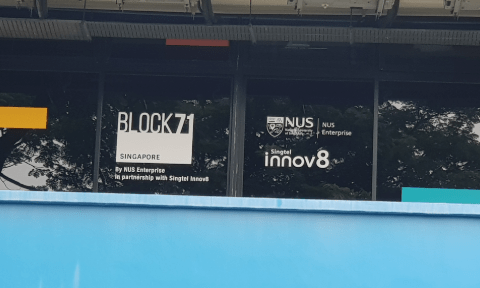 BLOCK71
SINGAPORE
By NUS Enterprise
In partnership with Singtel Innov8
NUS
NUS
Enterprise
Singtel
innov8